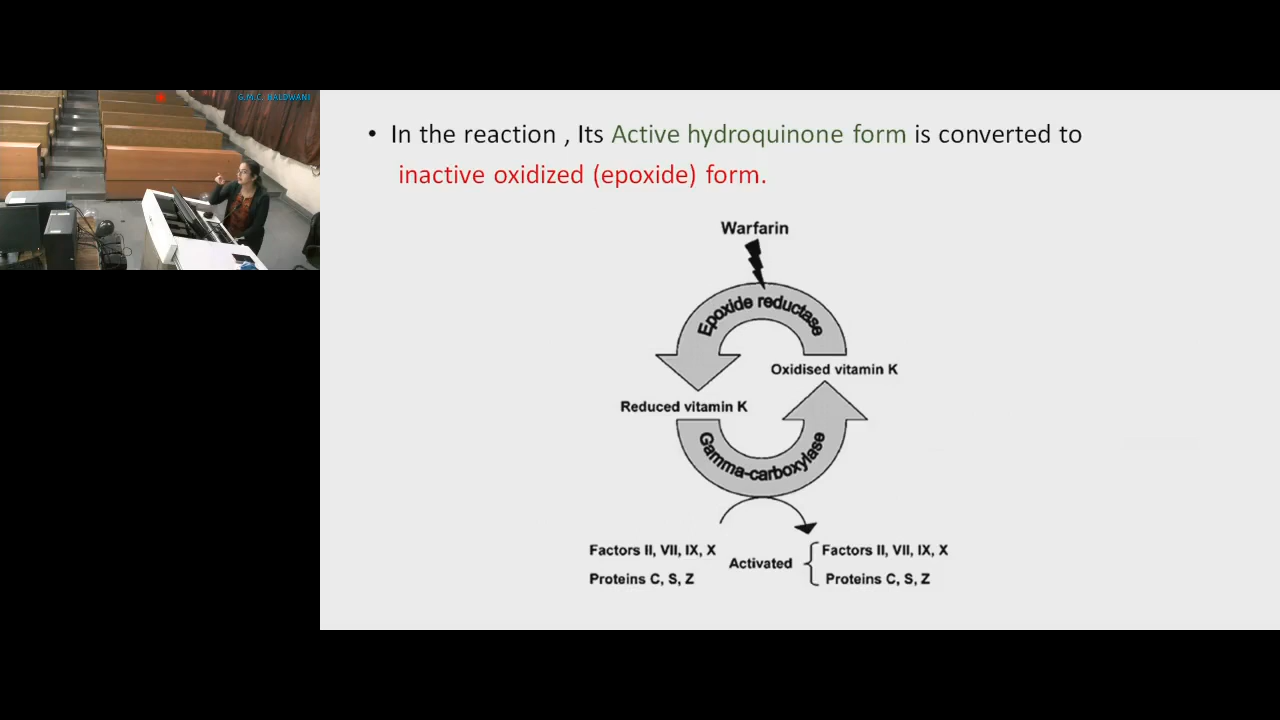 G.M.C. HALDWANI
• In the reaction , Its Active hydroquinone form is converted to
inactive oxidized (epoxide) form.
Warfarin
Epoxide reductase
Oxidised vitamin K
Reduced vitamin K
Gamma-carboxylase
Factors II, VII, IX, X
Proteins C, S, Z
Activated
Factors II, VII, IX, X
Proteins C, S, Z